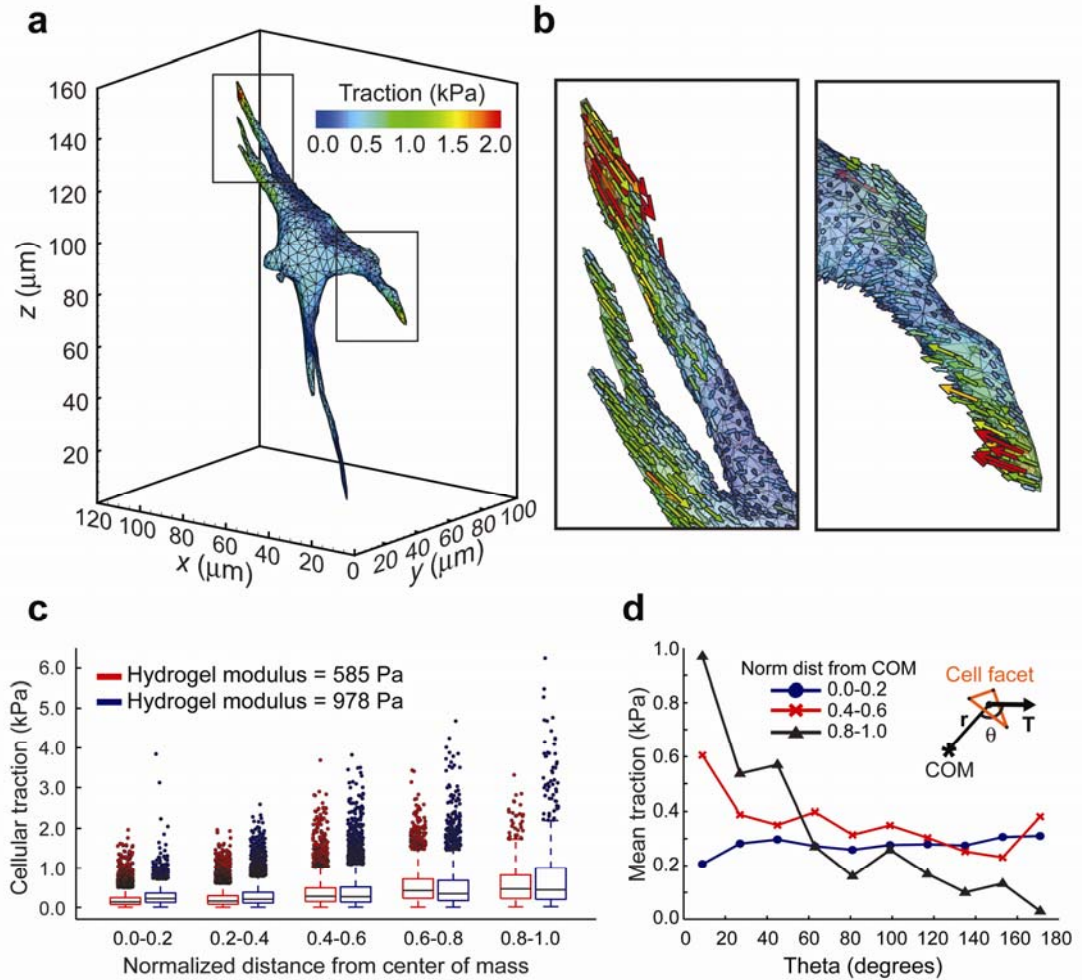 a
Traction (kPa)
0.0 0.5 1.0 1.5 2.0
160
140
120
100
80
60
40
20
z (μm)
120 100 80 60 40 20 0
x (μm)
20 40 60 80 100
y (μm)
b
c
Hydrogel modulus = 585 Pa
Hydrogel modulus = 978 Pa
6.0
5.0
4.0
3.0
2.0
1.0
0.0
Cellular traction (kPa)
0.0-0.2 0.2-0.4 0.4-0.6 0.6-0.8 0.8-1.0
Normalized distance from center of mass
d
1.0
0.8
0.6
0.4
0.2
0.0
Mean traction (kPa)
Norm dist from COM
0.0-0.2
0.4-0.6
0.8-1.0
Cell facet
r
θ
T
COM
0 20 40 60 80 100 120 140 160 180
Theta (degrees)